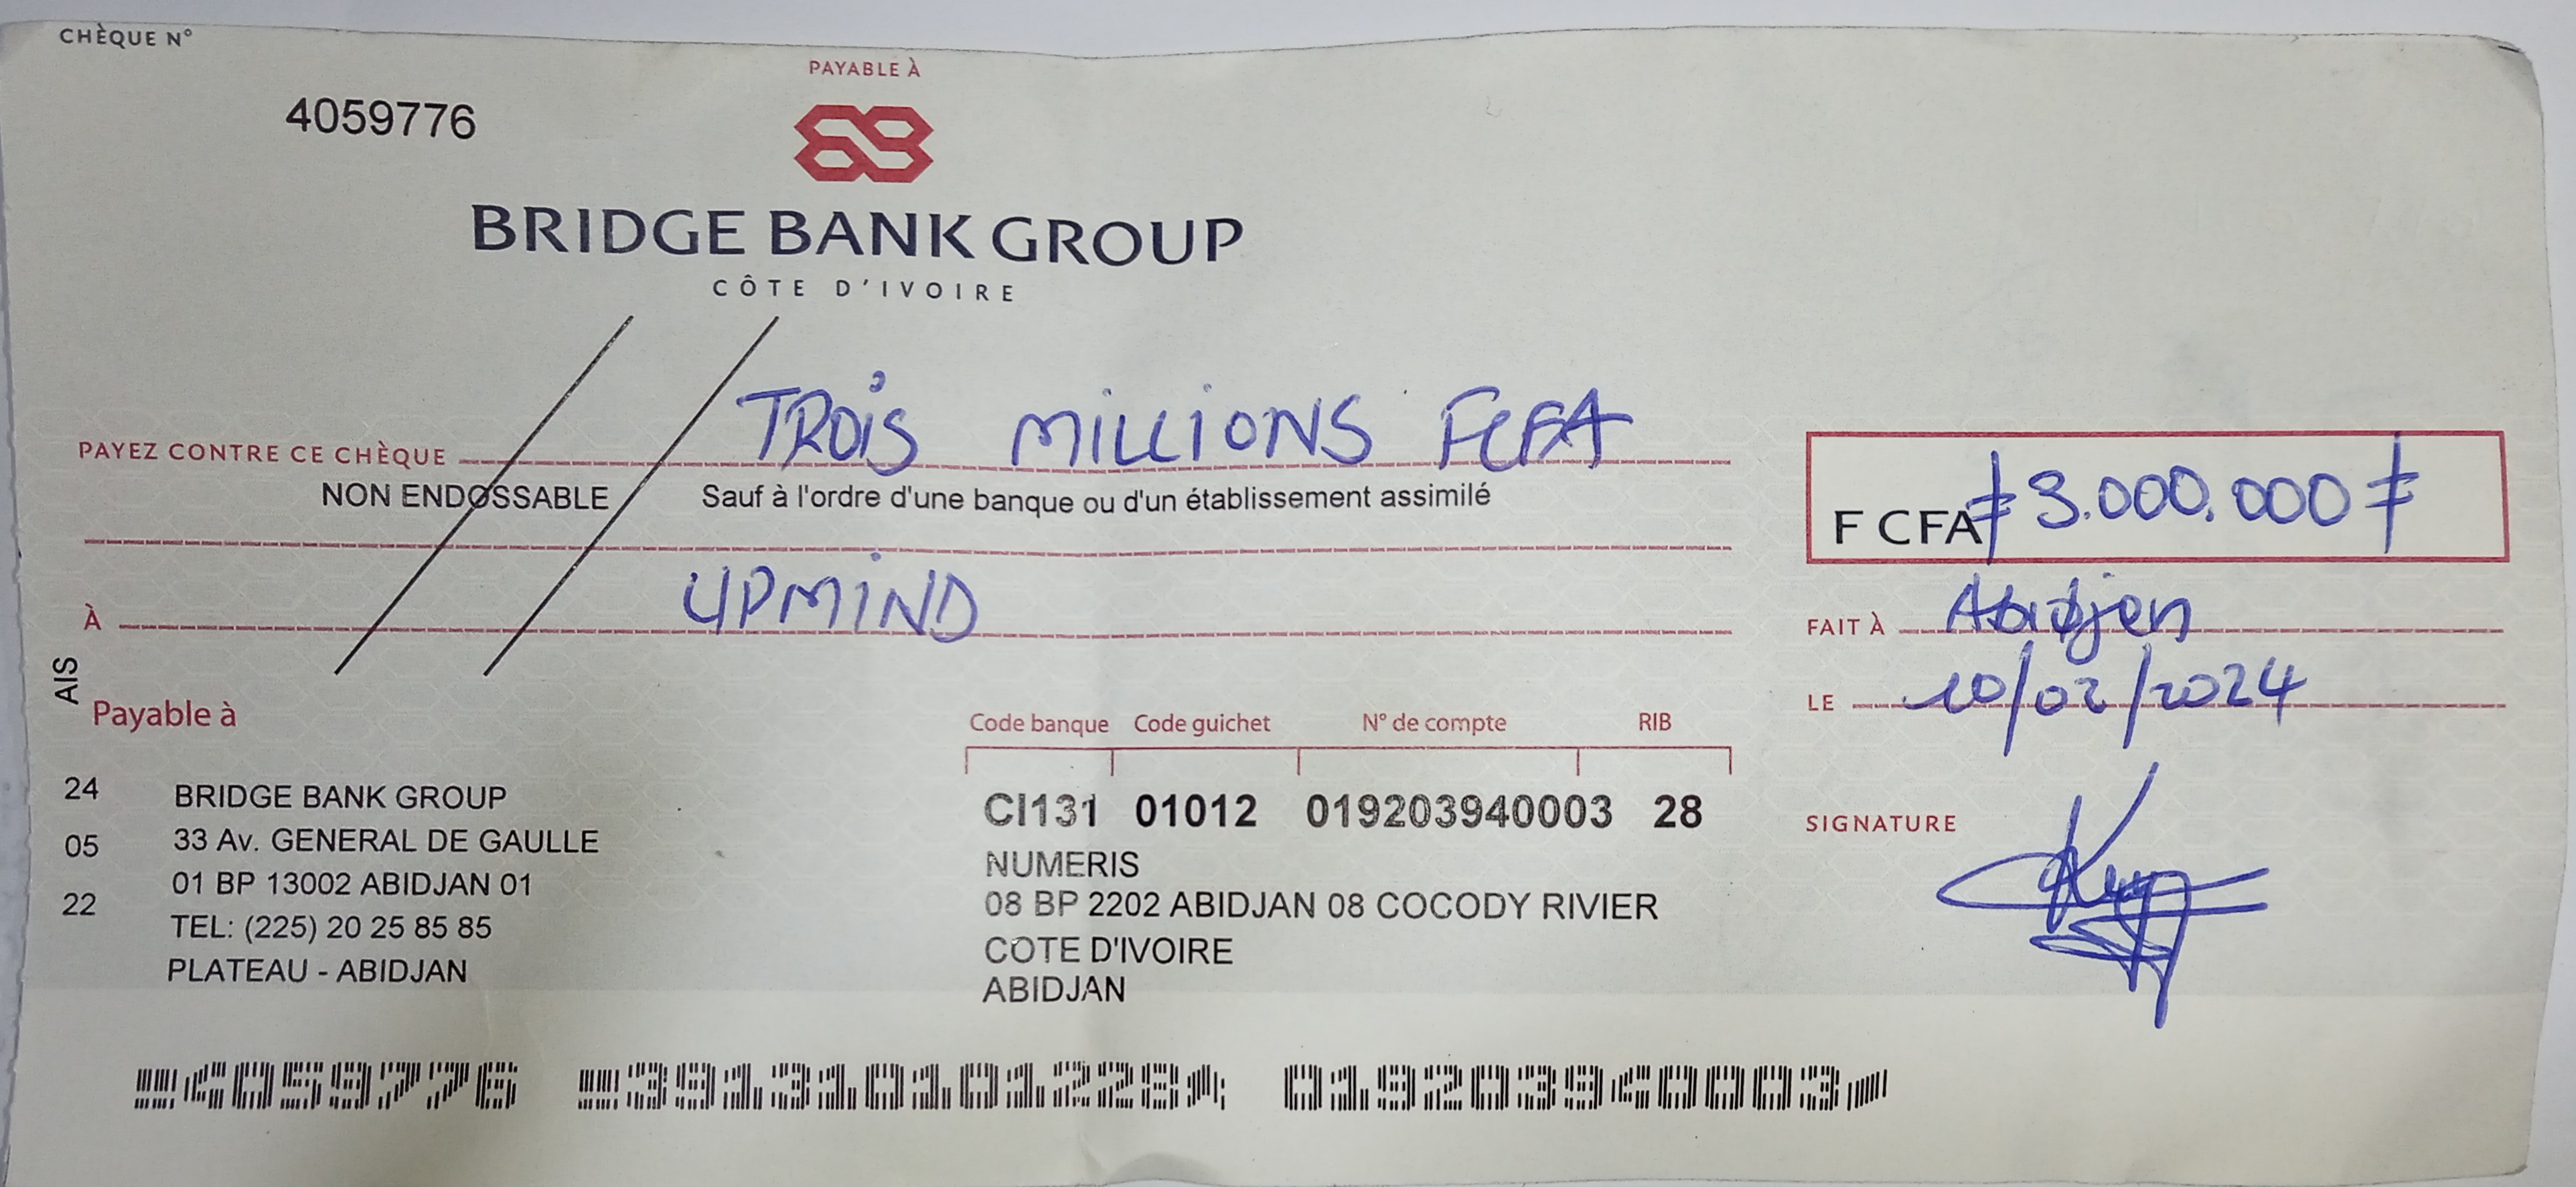 CHÈQUE N°
4059776
PAYABLE À
BRIDGE BANK GROUP
CÔTE D'IVOIRE
PAYEZ CONTRE CE CHÈQUE TROIS MILLIONS FCFA
NON ENDOSSABLE Sauf à l'ordre d'une banque ou d'un établissement assimilé
F CFA ≠ 3.000.000 ≠
À UPMIND
FAIT À Abidjan
LE 10/02/2024
SIGNATURE
AIS
Payable à
24
05
22
BRIDGE BANK GROUP
33 Av. GENERAL DE GAULLE
01 BP 13002 ABIDJAN 01
TEL: (225) 20 25 85 85
PLATEAU - ABIDJAN
Code banque Code guichet N° de compte RIB
CI131 01012 019203940003 28
NUMERIS
08 BP 2202 ABIDJAN 08 COCODY RIVIER
COTE D'IVOIRE
ABIDJAN
4059776 391310101228 019203940003